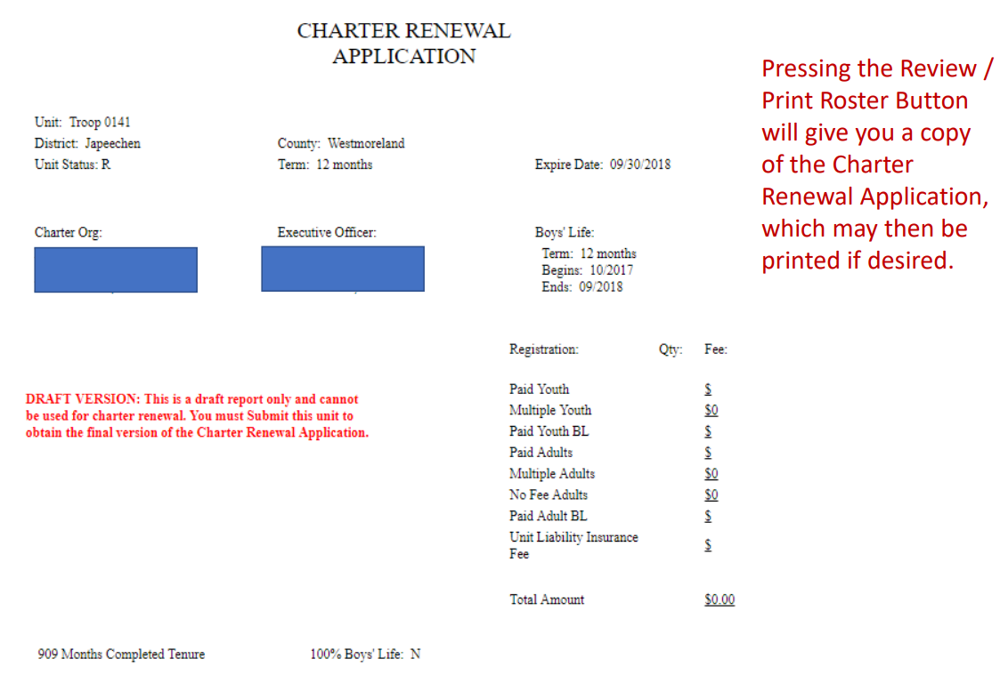 CHARTER RENEWAL
APPLICATION
Pressing the Review /
Print Roster Button
will give you a copy
of the Charter
Renewal Application,
which may then be
printed if desired.
Unit: Troop 0141
District: Japeechen County: Westmoreland
Unit Status: R Term: 12 months Expire Date: 09/30/2018
Charter Org: Executive Officer: Boys' Life:
Term: 12 months
Begins: 10/2017
Ends: 09/2018
Registration: Qty: Fee:
DRAFT VERSION: This is a draft report only and cannot
be used for charter renewal. You must Submit this unit to
obtain the final version of the Charter Renewal Application.
Paid Youth $
Multiple Youth $0
Paid Youth BL $
Paid Adults $
Multiple Adults $0
No Fee Adults $0
Paid Adult BL $
Unit Liability Insurance
Fee $
Total Amount $0.00
909 Months Completed Tenure 100% Boys' Life: N